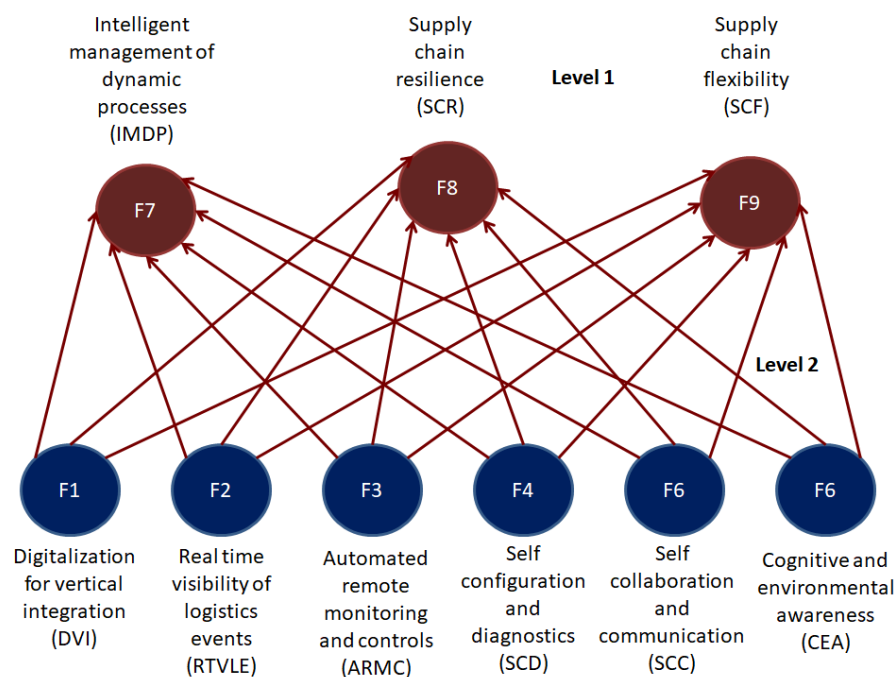 Intelligent
management of
dynamic
processes
(IMDP)
Supply
chain
resilience
(SCR)
Level 1
Supply
chain
flexibility
(SCF)
F7
F8
F9
Level 2
F1
F2
F3
F4
F6
F6
Digitalization
for vertical
integration
(DVI)
Real time
visibility of
logistics
events
(RTVLE)
Automated
remote
monitoring
and controls
(ARMC)
Self
configuration
and
diagnostics
(SCD)
Self
collaboration
and
communication
(SCC)
Cognitive and
environmental
awareness
(CEA)